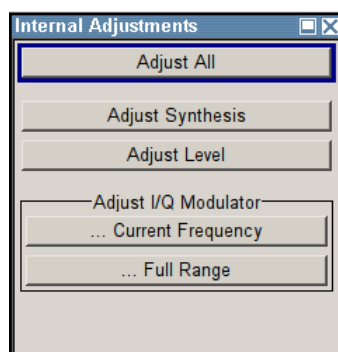 Internal Adjustments
Adjust All
Adjust Synthesis
Adjust Level
Adjust I/Q Modulator
... Current Frequency
... Full Range